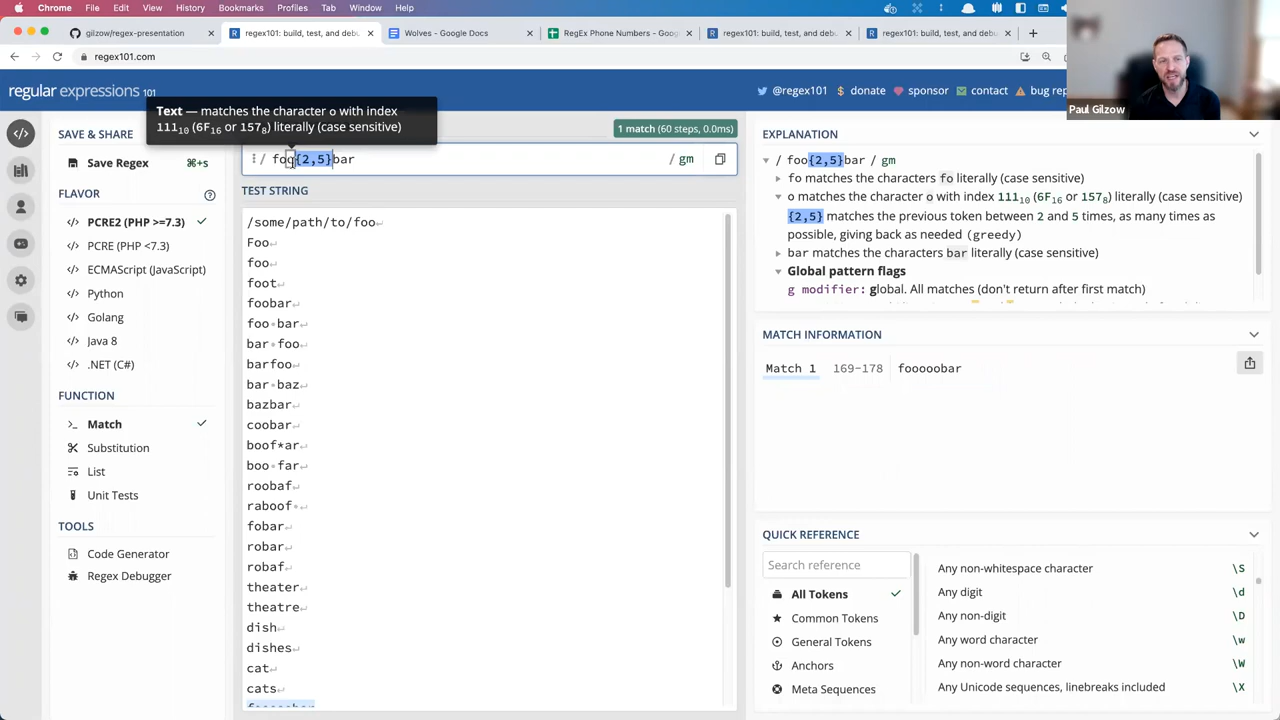 Chrome File Edit View History Bookmarks Profiles Tab Window Help
gilzow/regex-presentation
regex101: build, test, and debu
Wolves - Google Docs
RegEx Phone Numbers - Goog
regex101: build, test, and debu
regex101: build, test, and debu
regex101.com
regular expressions 101
@regex101
donate
sponsor
contact
bug rep
Paul Gilzow
Text — matches the character o with index
111₁₀ (6F₁₆ or 157₈) literally (case sensitive)
1 match (60 steps, 0.0ms)
/ foo{2,5}bar / gm
SAVE & SHARE
Save Regex ⌘+s
FLAVOR
PCRE2 (PHP >=7.3)
PCRE (PHP <7.3)
ECMAScript (JavaScript)
Python
Golang
Java 8
.NET (C#)
FUNCTION
Match
Substitution
List
Unit Tests
TOOLS
Code Generator
Regex Debugger
TEST STRING
/some/path/to/foo↵
Foo↵
foo↵
foot↵
foobar↵
foo·bar↵
bar·foo↵
barfoo↵
bar·baz↵
bazbar↵
coobar↵
boof*ar↵
boo·far↵
roobaf↵
raboof·↵
fobar↵
robar↵
robaf↵
theater↵
theatre↵
dish↵
dishes↵
cat↵
cats↵
EXPLANATION
/ foo{2,5}bar / gm
fo matches the characters fo literally (case sensitive)
o matches the character o with index 111₁₀ (6F₁₆ or 157₈) literally (case sensitive)
{2,5} matches the previous token between 2 and 5 times, as many times as
possible, giving back as needed (greedy)
bar matches the characters bar literally (case sensitive)
Global pattern flags
g modifier: global. All matches (don't return after first match)
MATCH INFORMATION
Match 1 169-178 fooooobar
QUICK REFERENCE
Search reference
All Tokens
Common Tokens
General Tokens
Anchors
Meta Sequences
Any non-whitespace character \S
Any digit \d
Any non-digit \D
Any word character \w
Any non-word character \W
Any Unicode sequences, linebreaks included \X